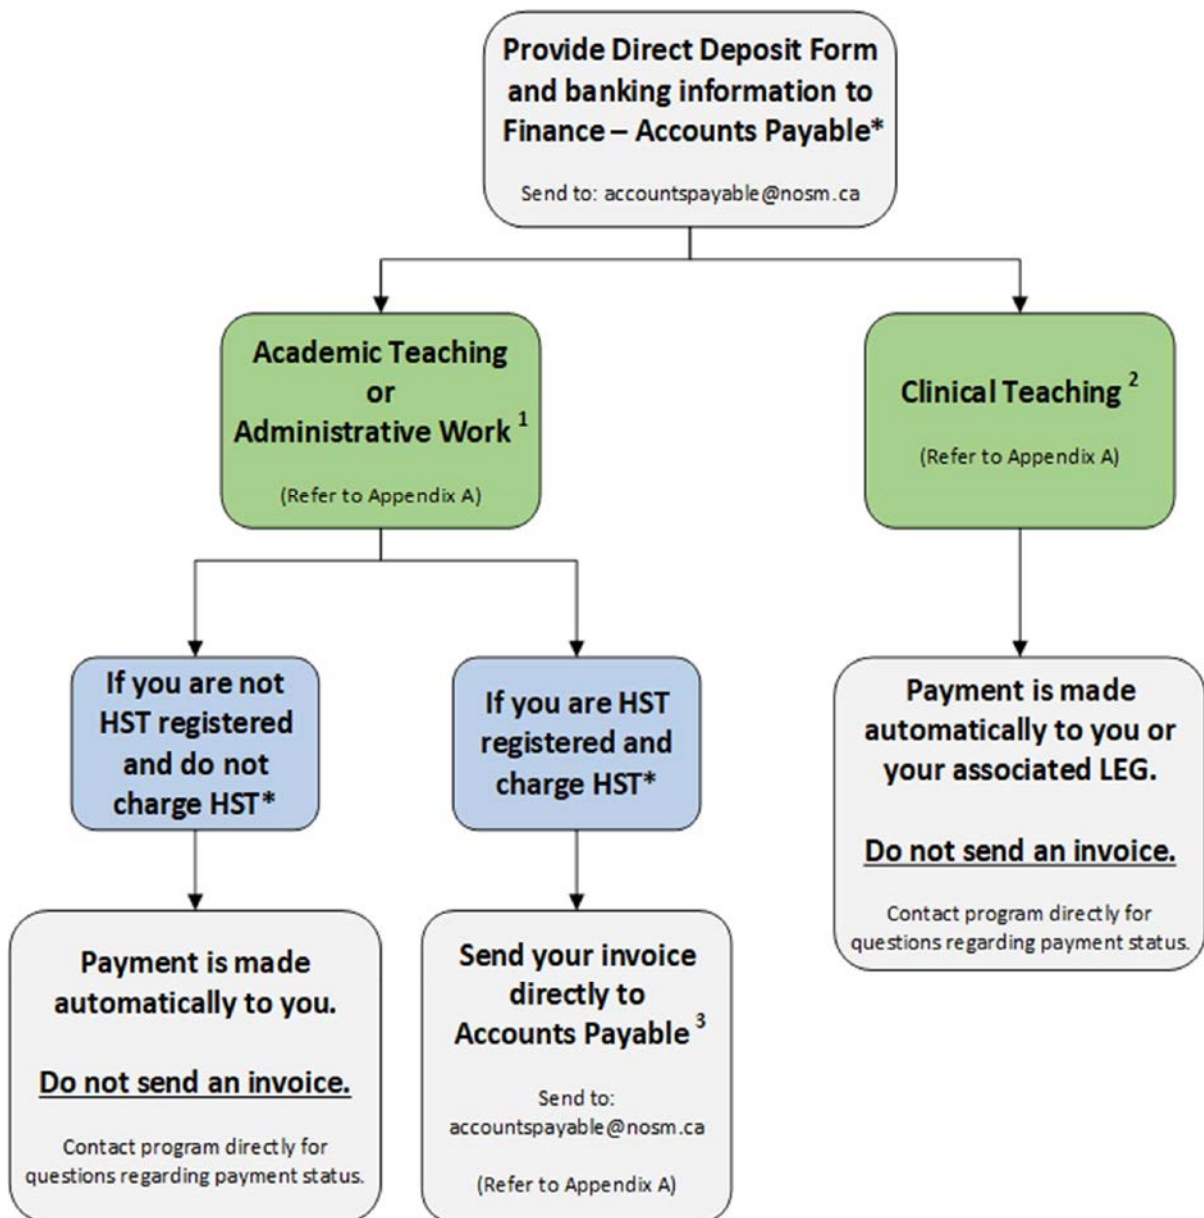 Provide Direct Deposit Form
and banking information to
Finance – Accounts Payable*
Send to: accountspayable@nosm.ca
Academic Teaching
or
Administrative Work 1
(Refer to Appendix A)
Clinical Teaching 2
(Refer to Appendix A)
If you are not
HST registered
and do not
charge HST*
If you are HST
registered and
charge HST*
Payment is made
automatically to you or
your associated LEG.
Do not send an invoice.
Contact program directly for
questions regarding payment status.
Payment is made
automatically to you.
Do not send an invoice.
Contact program directly for
questions regarding payment status.
Send your invoice
directly to
Accounts Payable 3
Send to:
accountspayable@nosm.ca
(Refer to Appendix A)